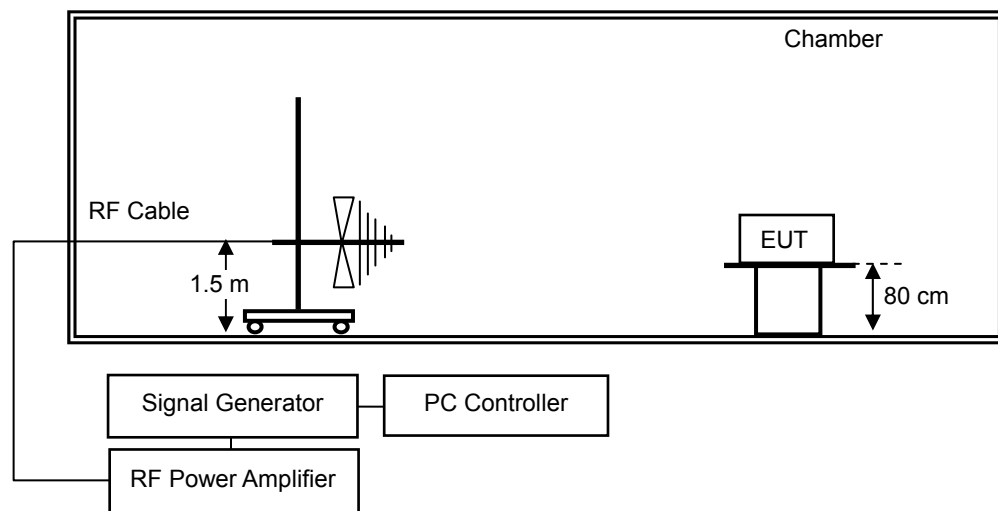 Chamber
RF Cable
EUT
1.5 m
80 cm
Signal Generator
PC Controller
RF Power Amplifier